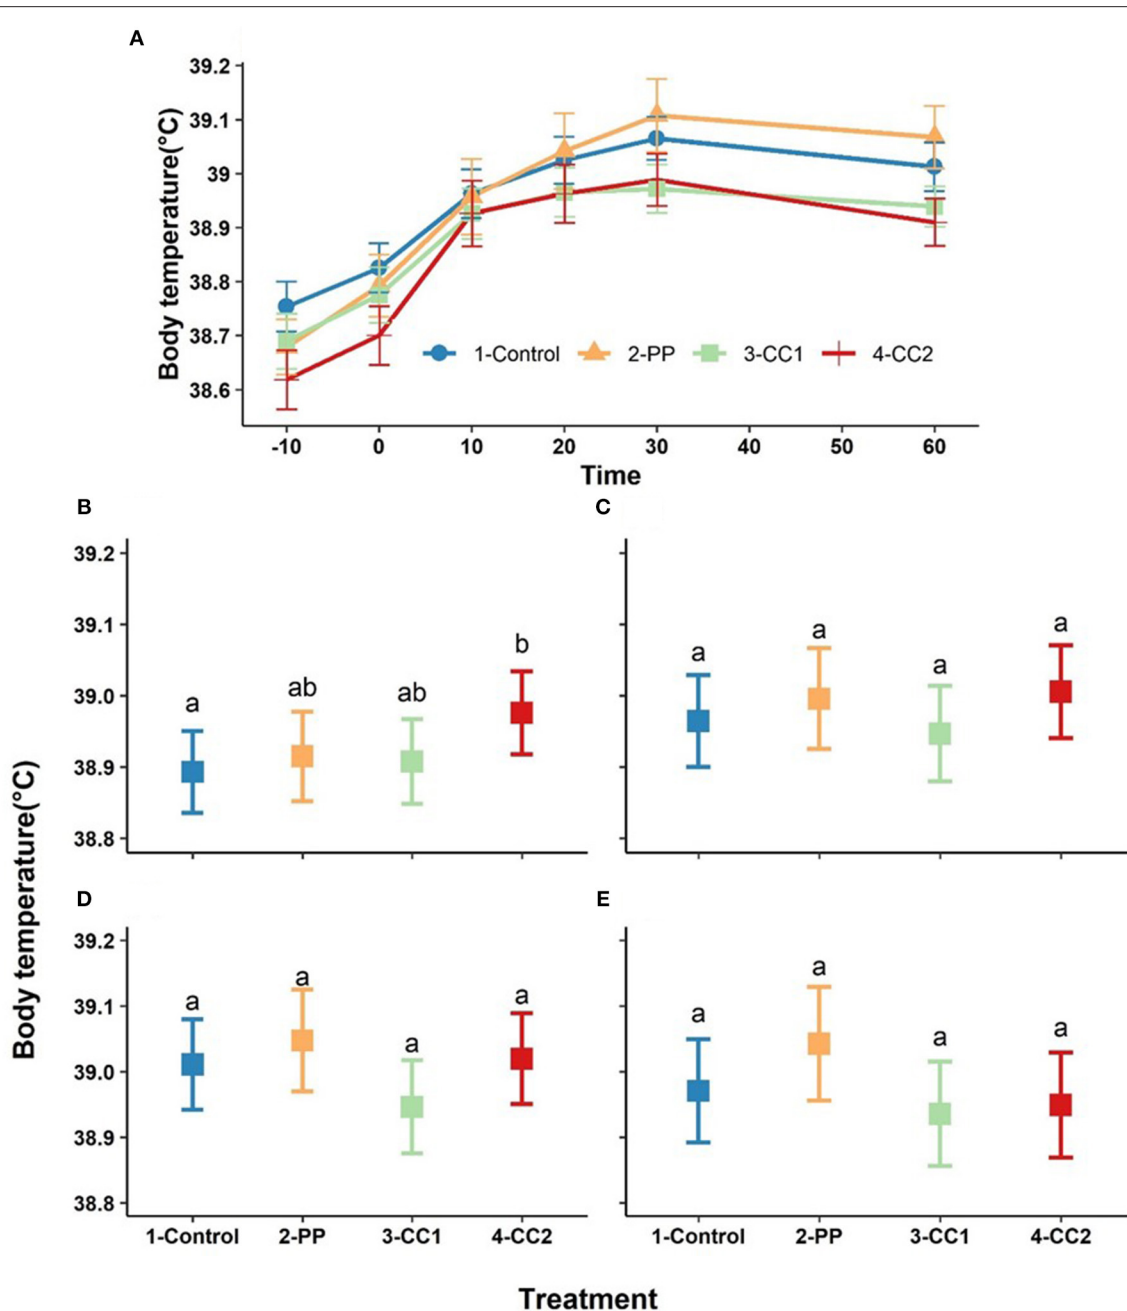 A
39.2
39.1
39
38.9
38.8
38.7
38.6
Body temperature(°C)
1-Control 2-PP 3-CC1 4-CC2
-10 0 10 20 30 40 50 60
Time
B
39.2
39.1
39.0
38.9
38.8
a ab ab b
C
a a a a
D
39.2
39.1
39.0
38.9
38.8
a a a a
1-Control 2-PP 3-CC1 4-CC2
E
a a a a
1-Control 2-PP 3-CC1 4-CC2
Body temperature(°C)
Treatment